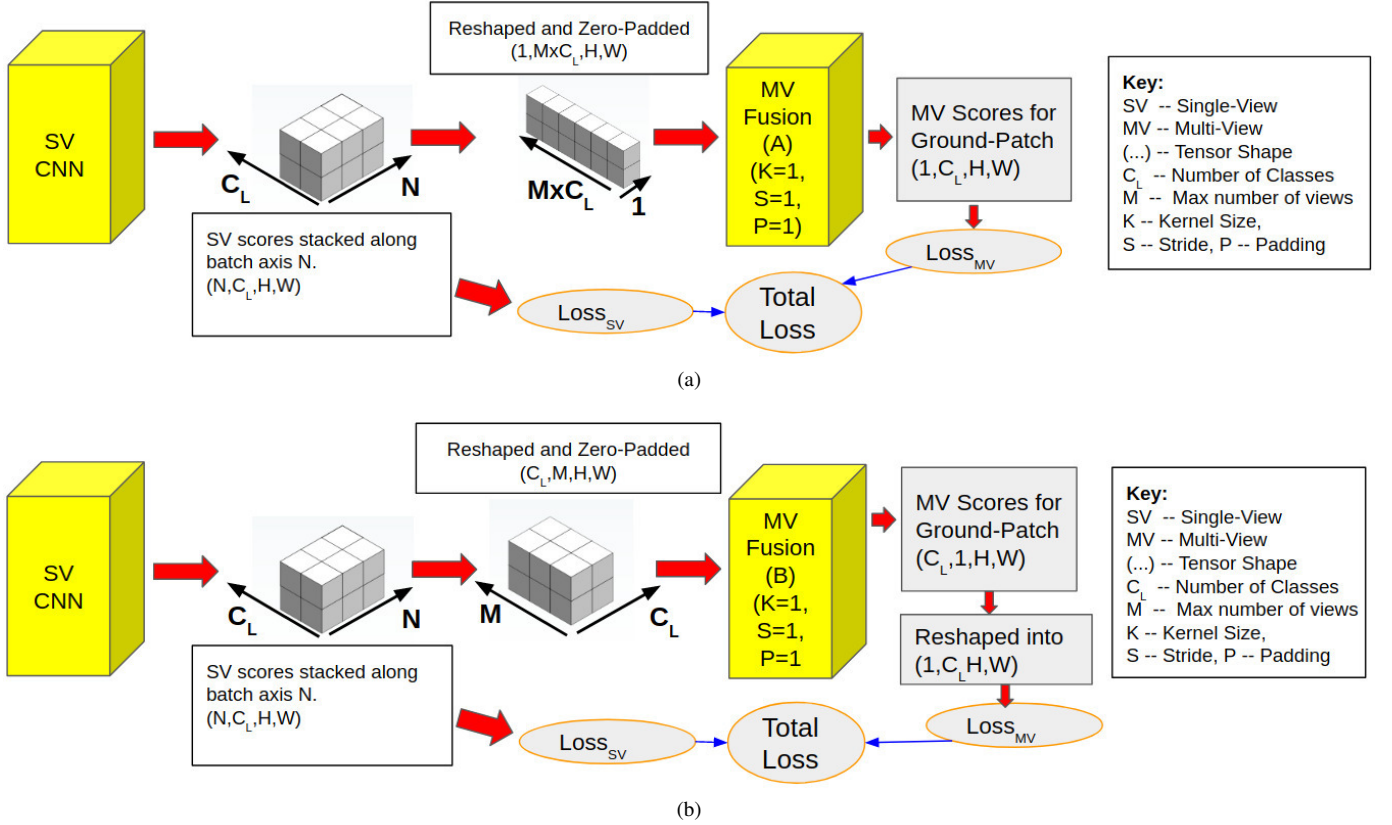 SV
CNN
C_L
N
SV scores stacked along
batch axis N.
(N,C_L,H,W)
Reshaped and Zero-Padded
(1,MxC_L,H,W)
MxC_L
1
MV
Fusion
(A)
(K=1,
S=1,
P=1)
MV Scores for
Ground-Patch
(1,C_L,H,W)
Loss_MV
Loss_SV
Total
Loss
Key:
SV -- Single-View
MV -- Multi-View
(...) -- Tensor Shape
C_L -- Number of Classes
M -- Max number of views
K -- Kernel Size,
S -- Stride, P -- Padding
(a)
SV
CNN
C_L
N
SV scores stacked along
batch axis N.
(N,C_L,H,W)
Reshaped and Zero-Padded
(C_L,M,H,W)
M
C_L
MV
Fusion
(B)
(K=1,
S=1,
P=1
MV Scores for
Ground-Patch
(C_L,1,H,W)
Reshaped into
(1,C_LH,W)
Loss_MV
Loss_SV
Total
Loss
Key:
SV -- Single-View
MV -- Multi-View
(...) -- Tensor Shape
C_L -- Number of Classes
M -- Max number of views
K -- Kernel Size,
S -- Stride, P -- Padding
(b)